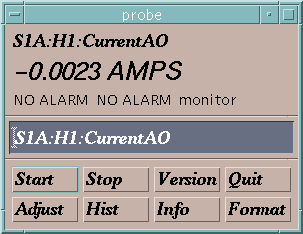 probe
S1A:H1:CurrentAO
-0.0023 AMPS
NO ALARM NO ALARM monitor
S1A:H1:CurrentAO
Start Stop Version Quit
Adjust Hist Info Format